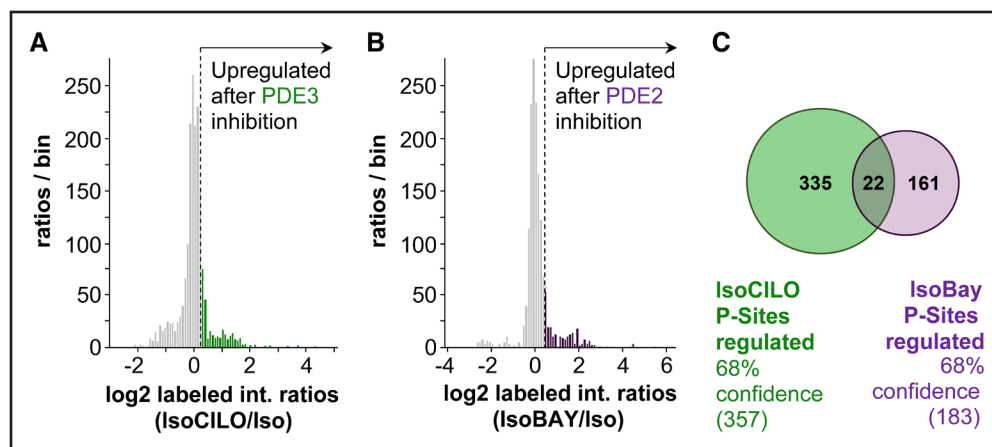 A
Upregulated
after PDE3
inhibition
ratios / bin
250
200
150
100
50
0
-2
0
2
4
log2 labeled int. ratios
(IsoCILO/Iso)
B
Upregulated
after PDE2
inhibition
ratios / bin
250
200
150
100
50
0
-4
-2
0
2
4
6
log2 labeled int. ratios
(IsoBAY/Iso)
C
335
22
161
IsoCILO
P-Sites
regulated
68%
confidence
(357)
IsoBay
P-Sites
regulated
68%
confidence
(183)